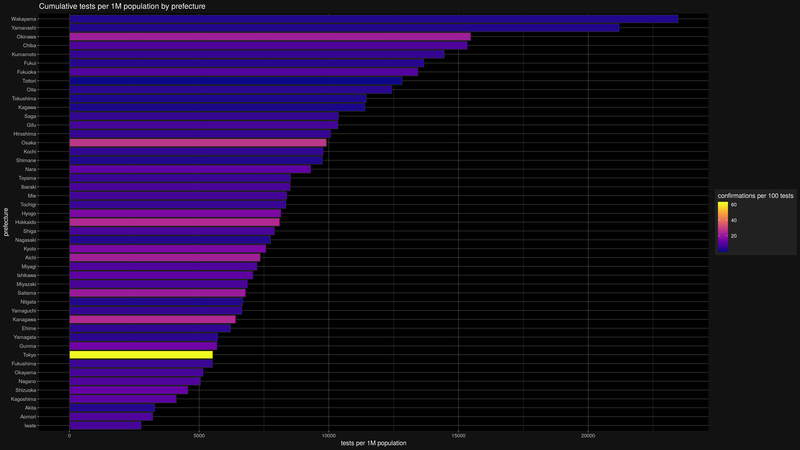 Cumulative tests per 1M population by prefecture
Wakayama
Yamanashi
Okinawa
Chiba
Kumamoto
Fukui
Fukuoka
Tottori
Oita
Tokushima
Kagawa
Saga
Gifu
Hiroshima
Osaka
Kochi
Shimane
Nara
Toyama
Ibaraki
Mie
Tochigi
Hyogo
Hokkaido
Shiga
Nagasaki
Kyoto
Aichi
Miyagi
Ishikawa
Miyazaki
Saitama
Niigata
Yamaguchi
Kanagawa
Ehime
Yamagata
Gunma
Tokyo
Fukushima
Okayama
Nagano
Shizuoka
Kagoshima
Akita
Aomori
Iwate
prefecture
0 5000 10000 15000 20000
tests per 1M population
confirmations per 100 tests
60
40
20